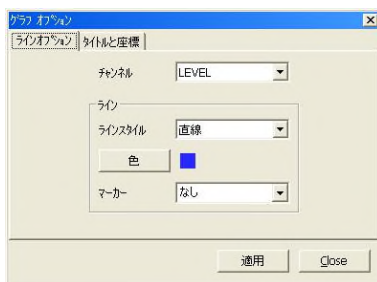 グラフ オプション
ラインオプション タイトルと座標
チャンネル LEVEL
ライン
ラインスタイル 直線
色
マーカー なし
適用 Close